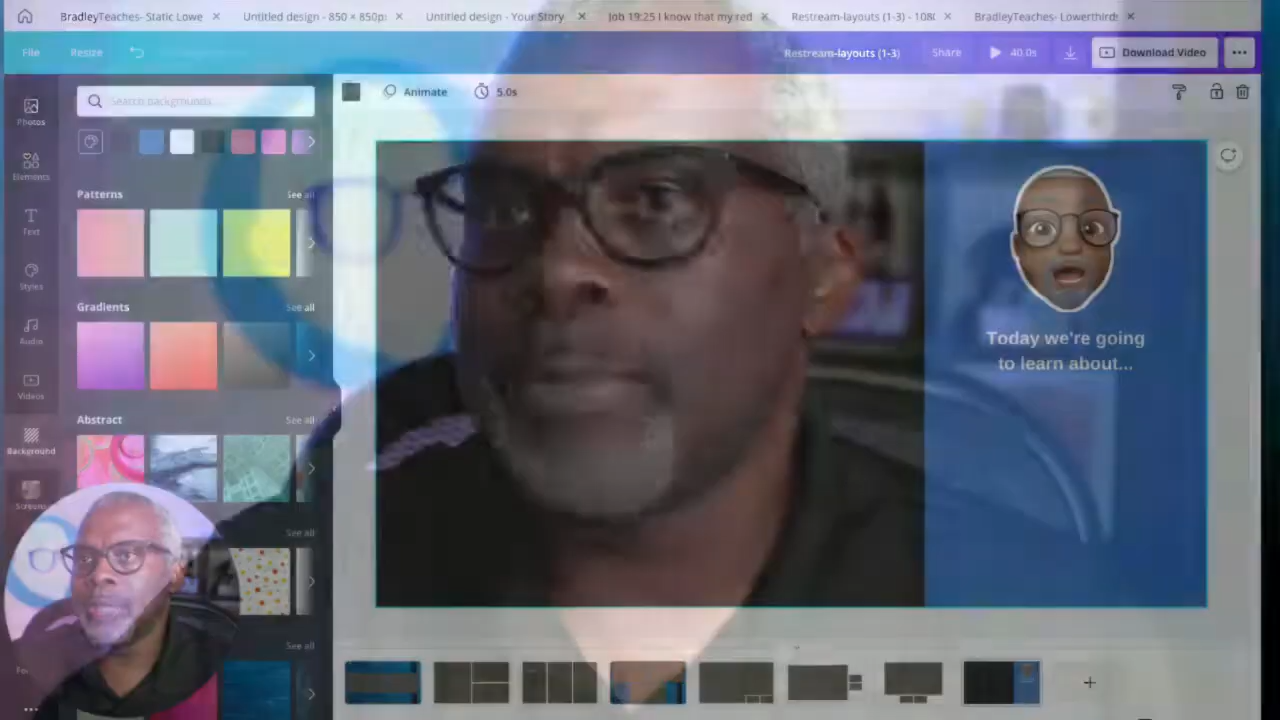 BradleyTeaches- Static Lowe
Untitled design - 850 × 850p
Untitled design - Your Story
Job 19:25 I know that my red
Restream-layouts (1-3) - 108
BradleyTeaches- Lowerthird
File
Resize
Restream-layouts (1-3)
Share
40.0s
Download Video
Photos
Elements
Text
Styles
Audio
Videos
Background
Search backgrounds
Patterns
See all
Gradients
See all
Abstract
See all
See all
See all
Animate
5.0s
Today we're going
to learn about...